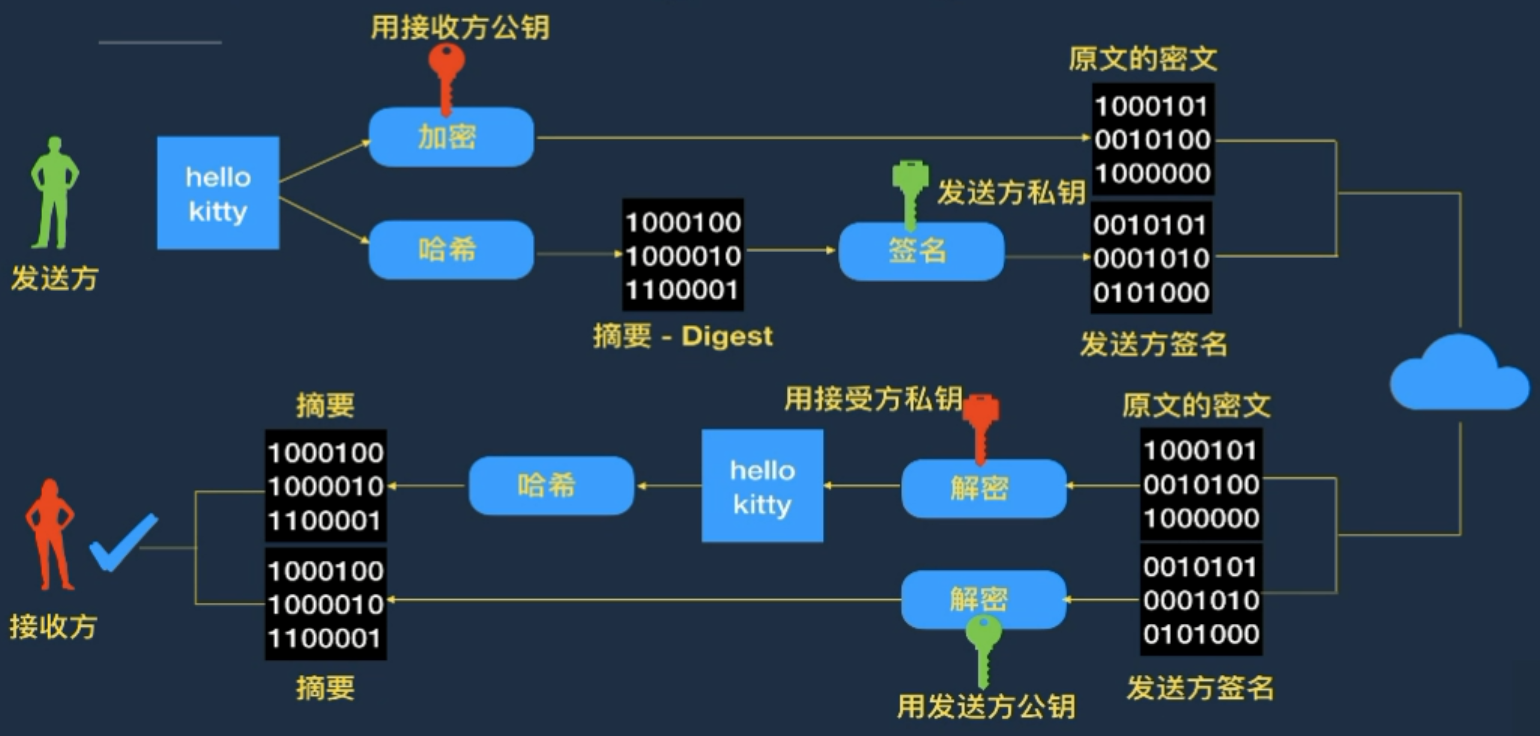 用接收方公钥
原文的密文
加密
1000101
0010100
1000000
hello
kitty
发送方私钥
发送方
哈希
1000100
1000010
1100001
签名
0010101
0001010
0101000
摘要 - Digest
发送方签名
摘要
用接受方私钥
原文的密文
1000100
1000010
1100001
哈希
hello
kitty
解密
1000101
0010100
1000000
接收方
1000100
1000010
1100001
解密
0010101
0001010
0101000
摘要
用发送方公钥
发送方签名